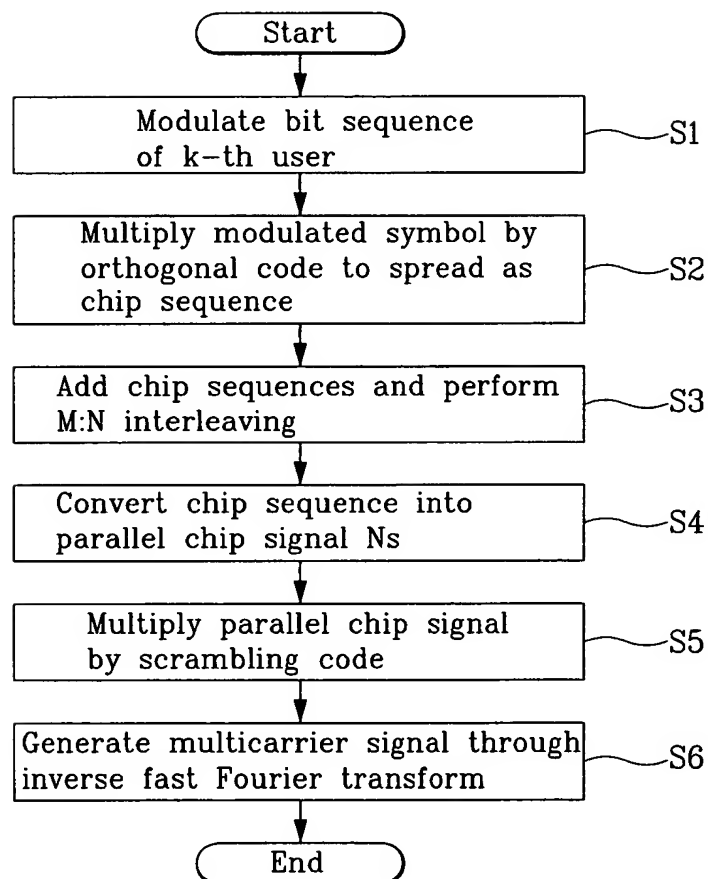 Start
Modulate bit sequence
of k-th user
S1
Multiply modulated symbol by
orthogonal code to spread as
chip sequence
S2
Add chip sequences and perform
M:N interleaving
S3
Convert chip sequence into
parallel chip signal Ns
S4
Multiply parallel chip signal
by scrambling code
S5
Generate multicarrier signal through
inverse fast Fourier transform
S6
End